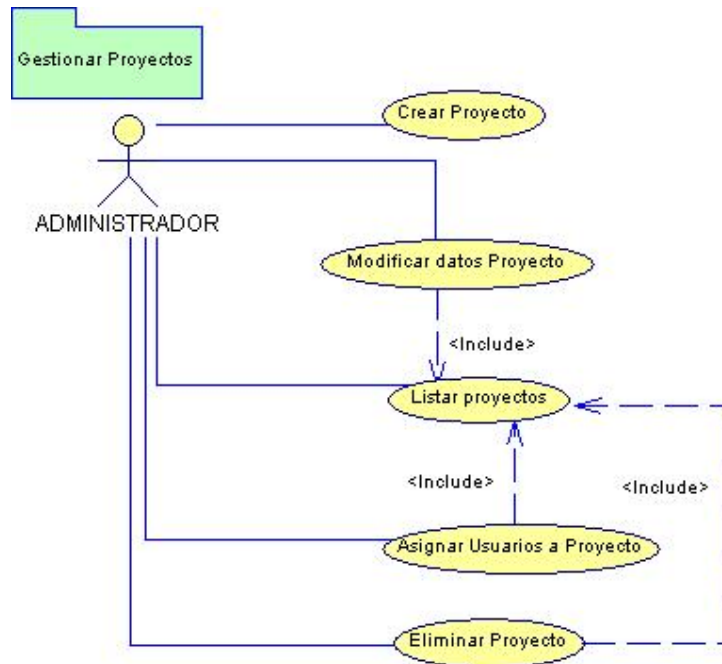 Gestionar Proyectos
Crear Proyecto
ADMINISTRADOR
Modificar datos Proyecto
<Include>
Listar proyectos
<Include>
<Include>
Asignar Usuarios a Proyecto
Eliminar Proyecto